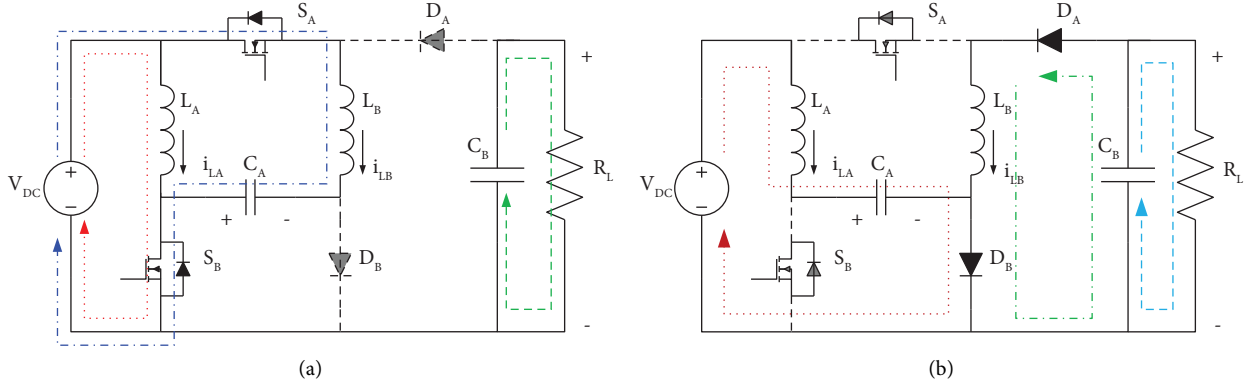 S_A
D_A
+
L_A
L_B
V_DC
+
−
i_LA
C_A
i_LB
C_B
R_L
+
-
S_B
D_B
-
(a)
S_A
D_A
+
L_A
L_B
V_DC
+
−
i_LA
C_A
i_LB
C_B
R_L
+
-
S_B
D_B
-
(b)